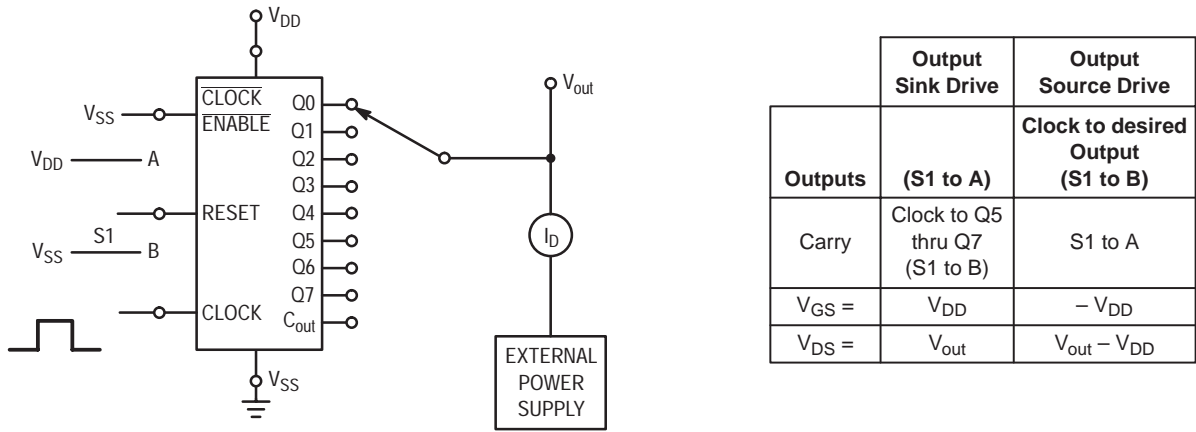 V_DD
V_SS
V_DD A
S1
V_SS B
CLOCK
ENABLE
RESET
CLOCK
Q0
Q1
Q2
Q3
Q4
Q5
Q6
Q7
C_out
V_SS
V_out
I_D
EXTERNAL
POWER
SUPPLY
Output
Sink Drive
Output
Source Drive
Outputs
(S1 to A)
Clock to desired
Output
(S1 to B)
Carry
Clock to Q5
thru Q7
(S1 to B)
S1 to A
V_GS = V_DD – V_DD
V_DS = V_out V_out – V_DD